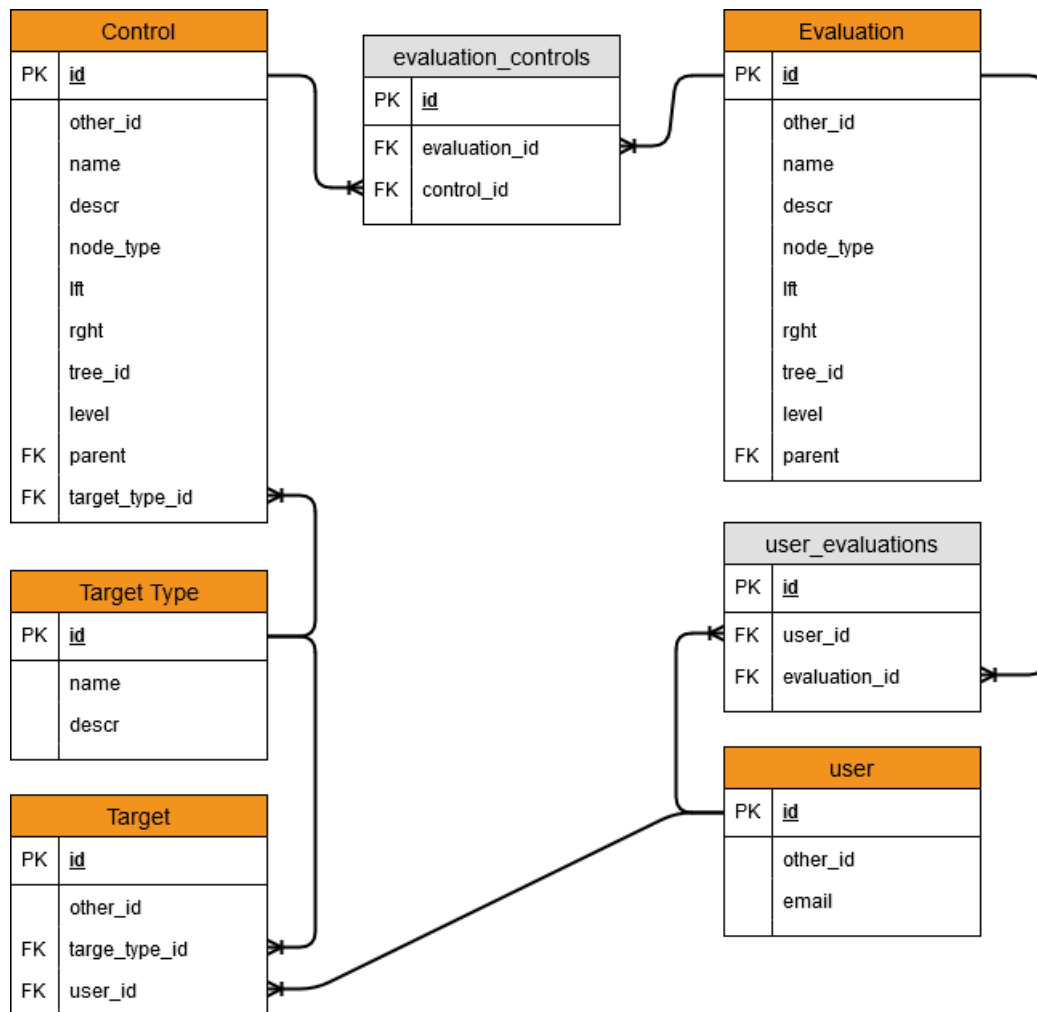 Control
PK id
other_id
name
descr
node_type
lft
rght
tree_id
level
FK parent
FK target_type_id
evaluation_controls
PK id
FK evaluation_id
FK control_id
Evaluation
PK id
other_id
name
descr
node_type
lft
rght
tree_id
level
FK parent
Target Type
PK id
name
descr
user_evaluations
PK id
FK user_id
FK evaluation_id
Target
PK id
other_id
FK targe_type_id
FK user_id
user
PK id
other_id
email